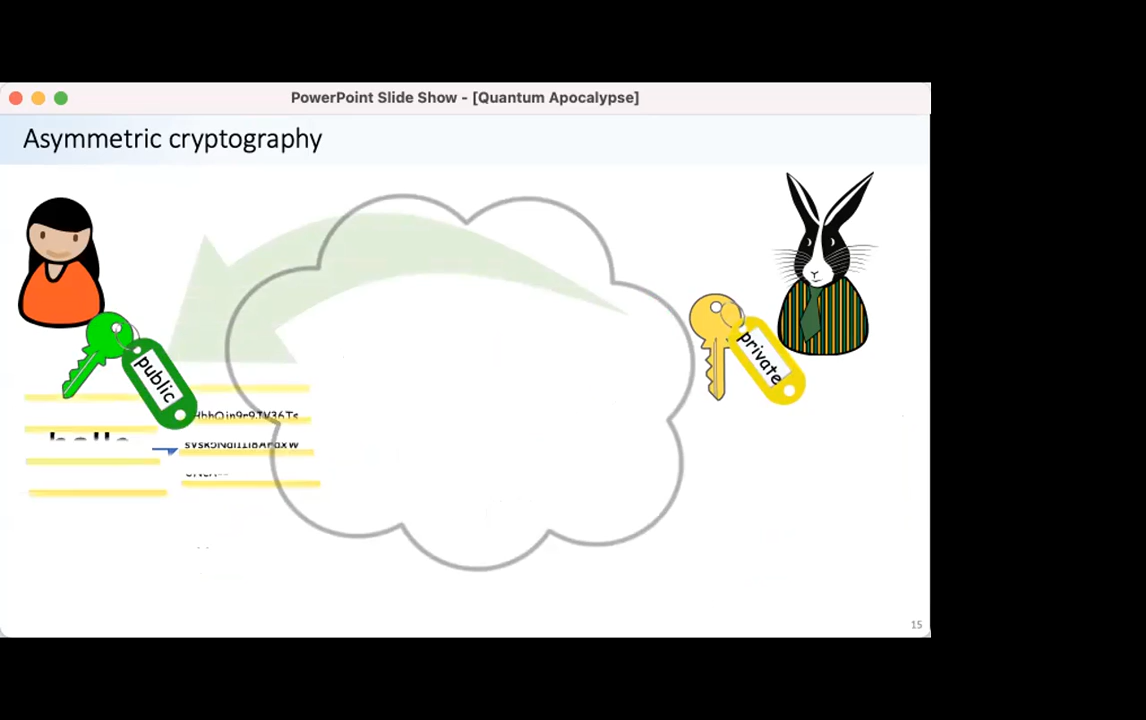 PowerPoint Slide Show - [Quantum Apocalypse]
Asymmetric cryptography
public
private
15